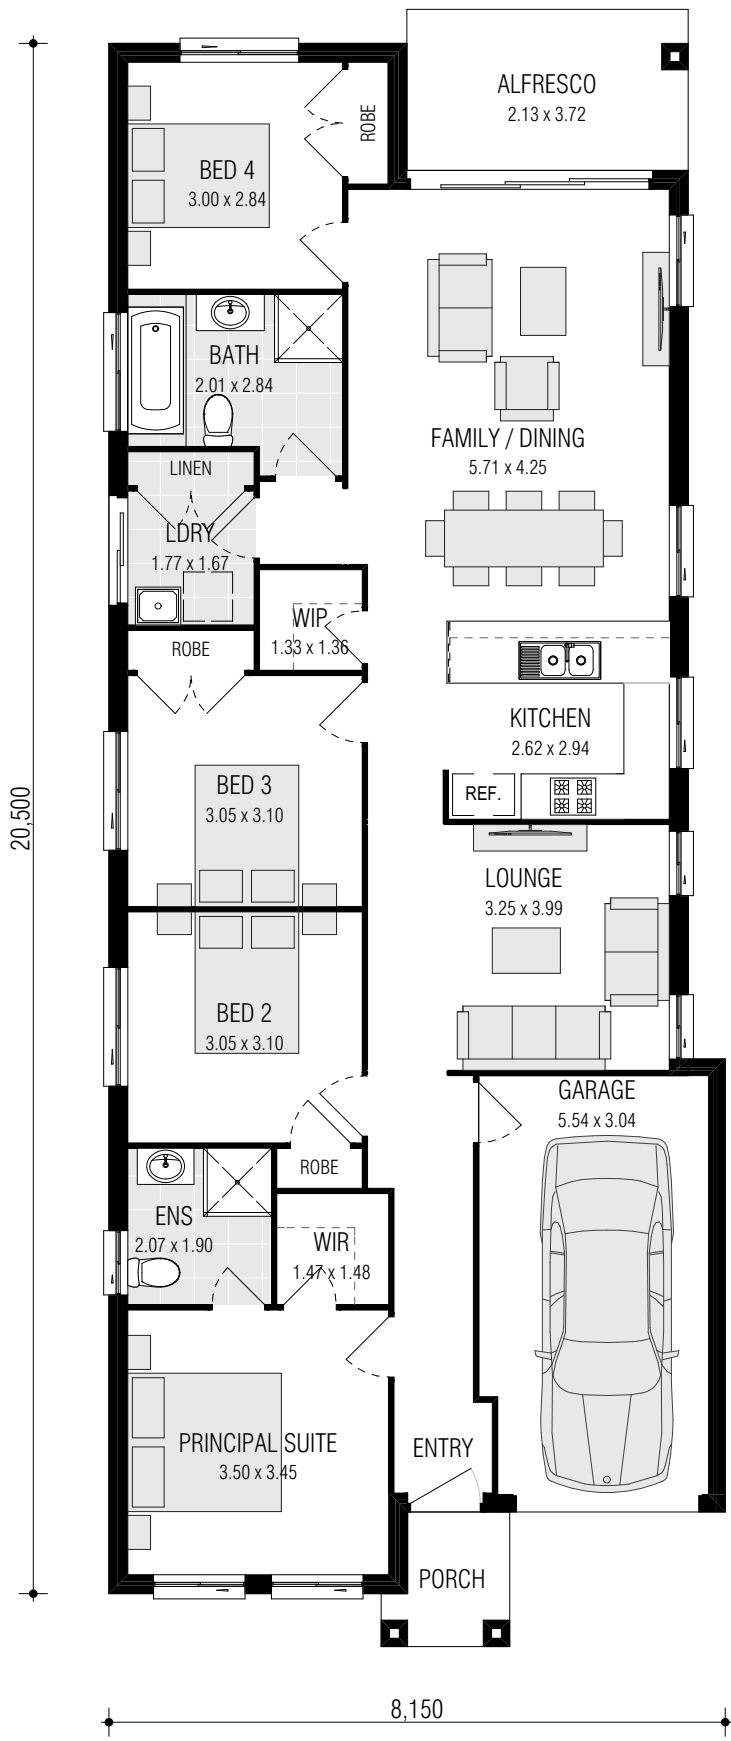 ALFRESCO
2.13 x 3.72
ROBE
BED 4
3.00 x 2.84
BATH
2.01 x 2.84
FAMILY / DINING
5.71 x 4.25
LINEN
LDRY
1.77 x 1.67
WIP
1.33 x 1.36
ROBE
KITCHEN
2.62 x 2.94
REF.
BED 3
3.05 x 3.10
20,500
LOUNGE
3.25 x 3.99
BED 2
3.05 x 3.10
GARAGE
5.54 x 3.04
ROBE
ENS
2.07 x 1.90
WIR
1.47 x 1.48
PRINCIPAL SUITE
3.50 x 3.45
ENTRY
PORCH
8,150